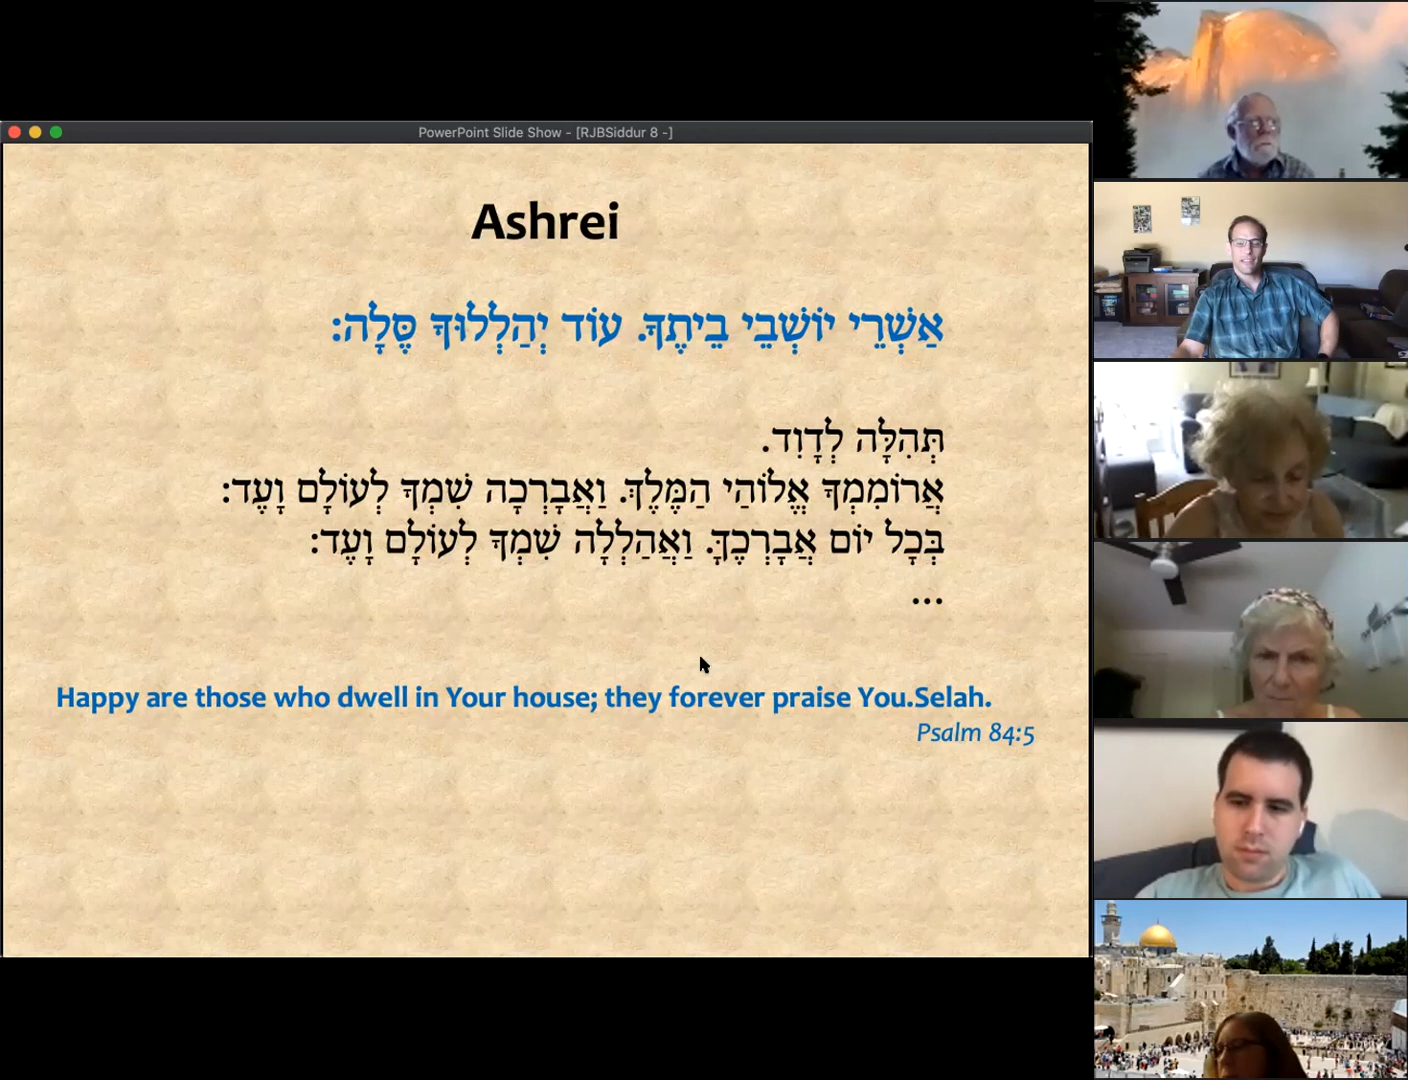 PowerPoint Slide Show - [RJBSiddur 8 -]
Ashrei
אַשְׁרֵי יוֹשְׁבֵי בֵיתֶךָ. עוֹד יְהַלְלוּךָ סֶּלָה:
תְּהִלָּה לְדָוִד.
אֲרוֹמִמְךָ אֱלוֹהַי הַמֶּלֶךְ. וַאֲבָרְכָה שִׁמְךָ לְעוֹלָם וָעֶד:
בְּכָל יוֹם אֲבָרְכֶךָּ. וַאֲהַלְלָה שִׁמְךָ לְעוֹלָם וָעֶד:
...
Happy are those who dwell in Your house; they forever praise You.Selah.
Psalm 84:5